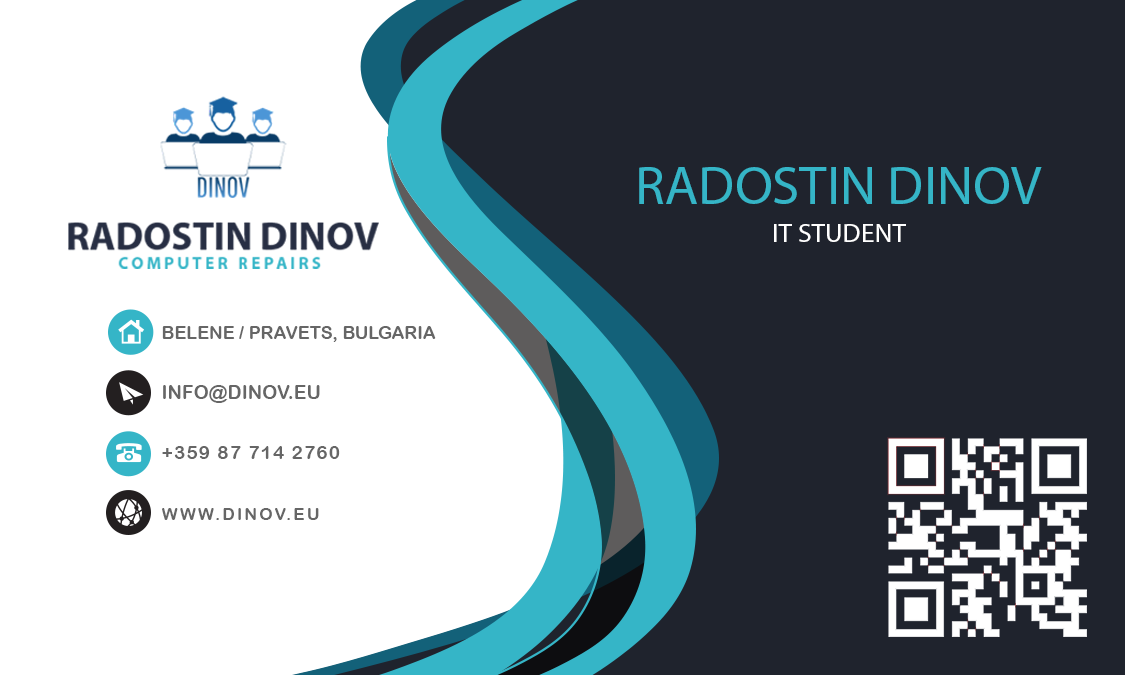 DINOV
RADOSTIN DINOV
COMPUTER REPAIRS
BELENE / PRAVETS, BULGARIA
INFO@DINOV.EU
+359 87 714 2760
WWW.DINOV.EU
RADOSTIN DINOV
IT STUDENT